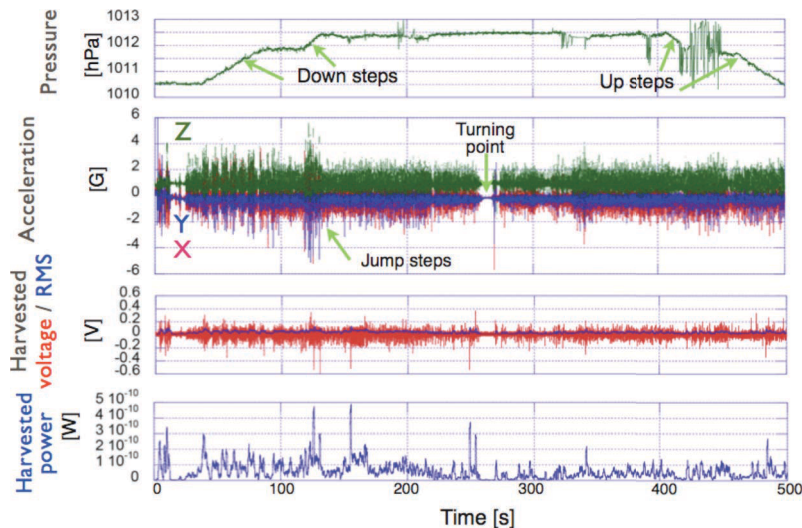 Pressure
[hPa]
1013
1012
1011
1010
Down steps
Up steps
Acceleration
[G]
6
4
2
0
-2
-4
-6
Z
Y
X
Turning
point
Jump steps
Harvested
voltage / RMS
[V]
0.6
0.4
0.2
0
-0.2
-0.4
-0.6
Harvested
power
[W]
5 10⁻¹⁰
4 10⁻¹⁰
3 10⁻¹⁰
2 10⁻¹⁰
1 10⁻¹⁰
0
0 100 200 300 400 500
Time [s]